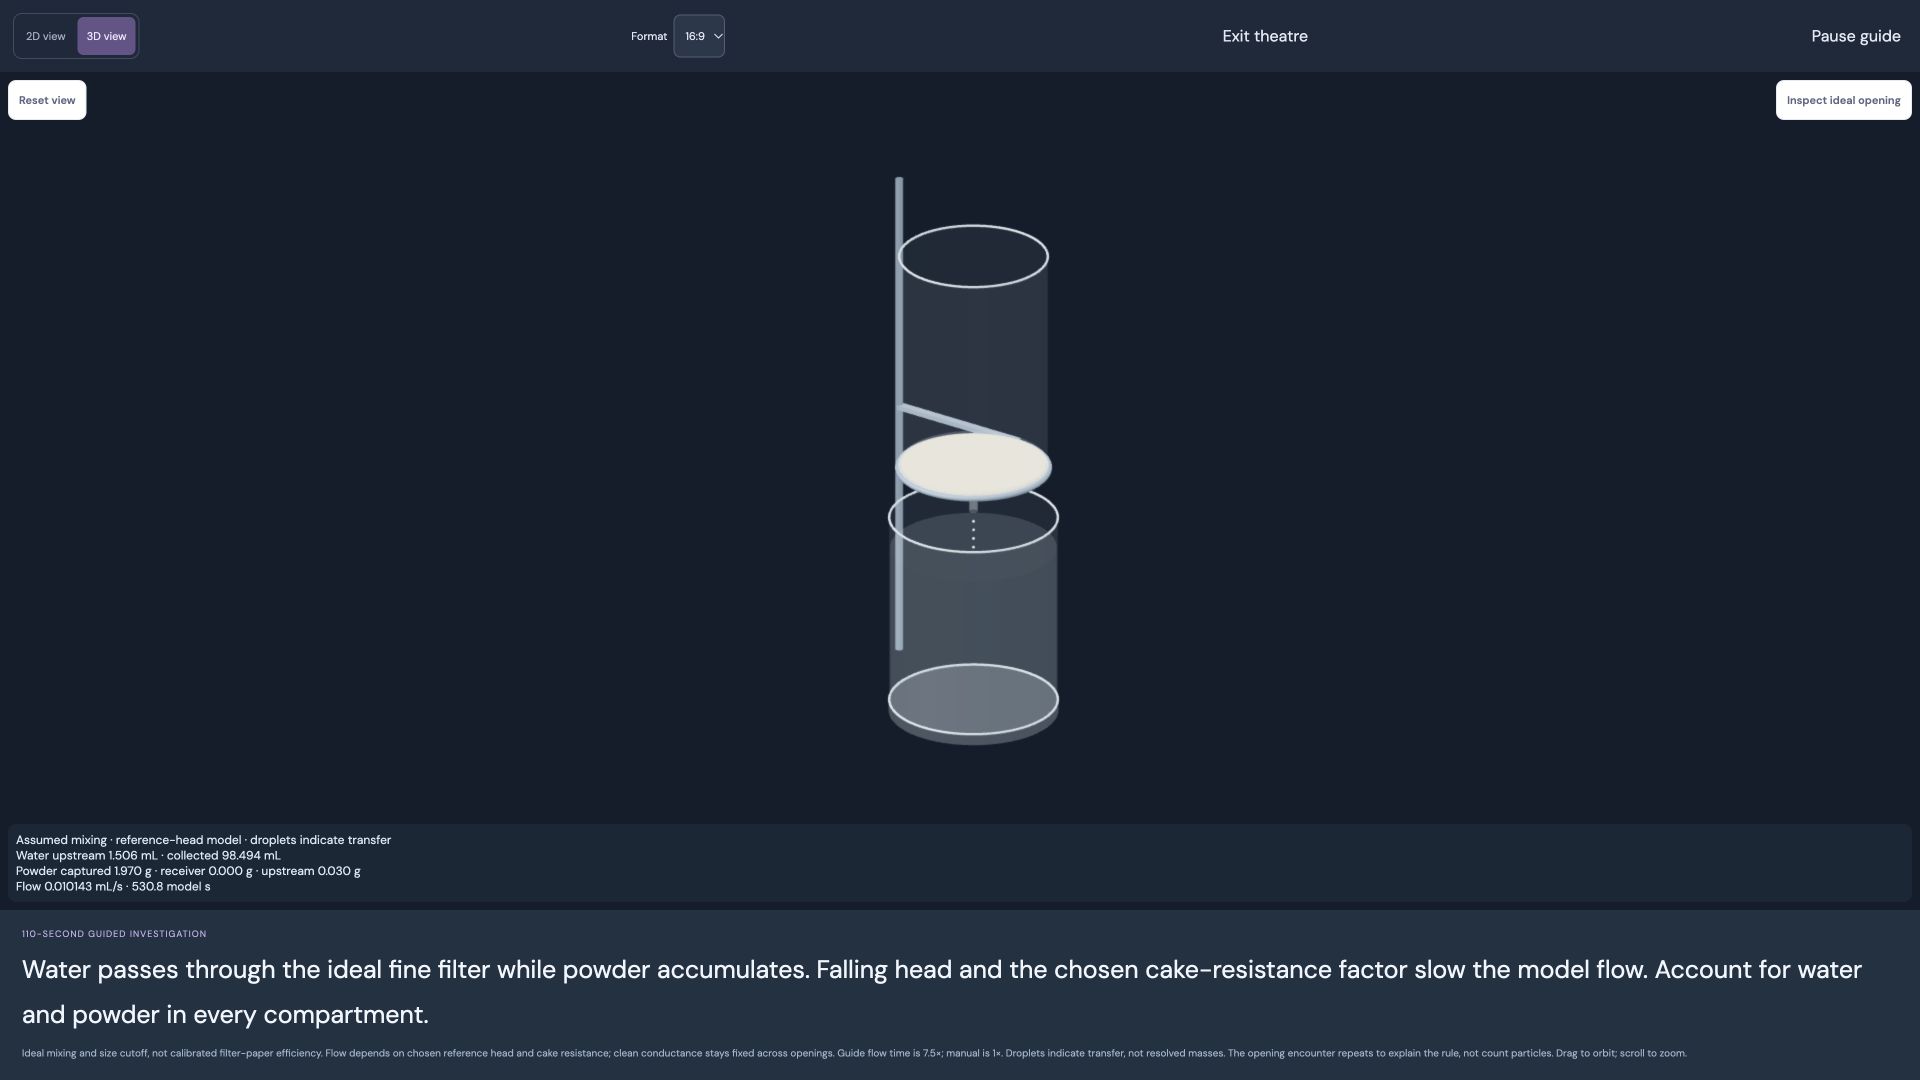 2D view
3D view
Format
16:9
Exit theatre
Pause guide
Reset view
Inspect ideal opening
Assumed mixing · reference-head model · droplets indicate transfer
Water upstream 1.506 mL · collected 98.494 mL
Powder captured 1.970 g · receiver 0.000 g · upstream 0.030 g
Flow 0.010143 mL/s · 530.8 model s
110-SECOND GUIDED INVESTIGATION
Water passes through the ideal fine filter while powder accumulates. Falling head and the chosen cake-resistance factor slow the model flow. Account for water
and powder in every compartment.
Ideal mixing and size cutoff, not calibrated filter-paper efficiency. Flow depends on chosen reference head and cake resistance; clean conductance stays fixed across openings. Guide flow time is 7.5×; manual is 1×. Droplets indicate transfer, not resolved masses. The opening encounter repeats to explain the rule, not count particles. Drag to orbit; scroll to zoom.